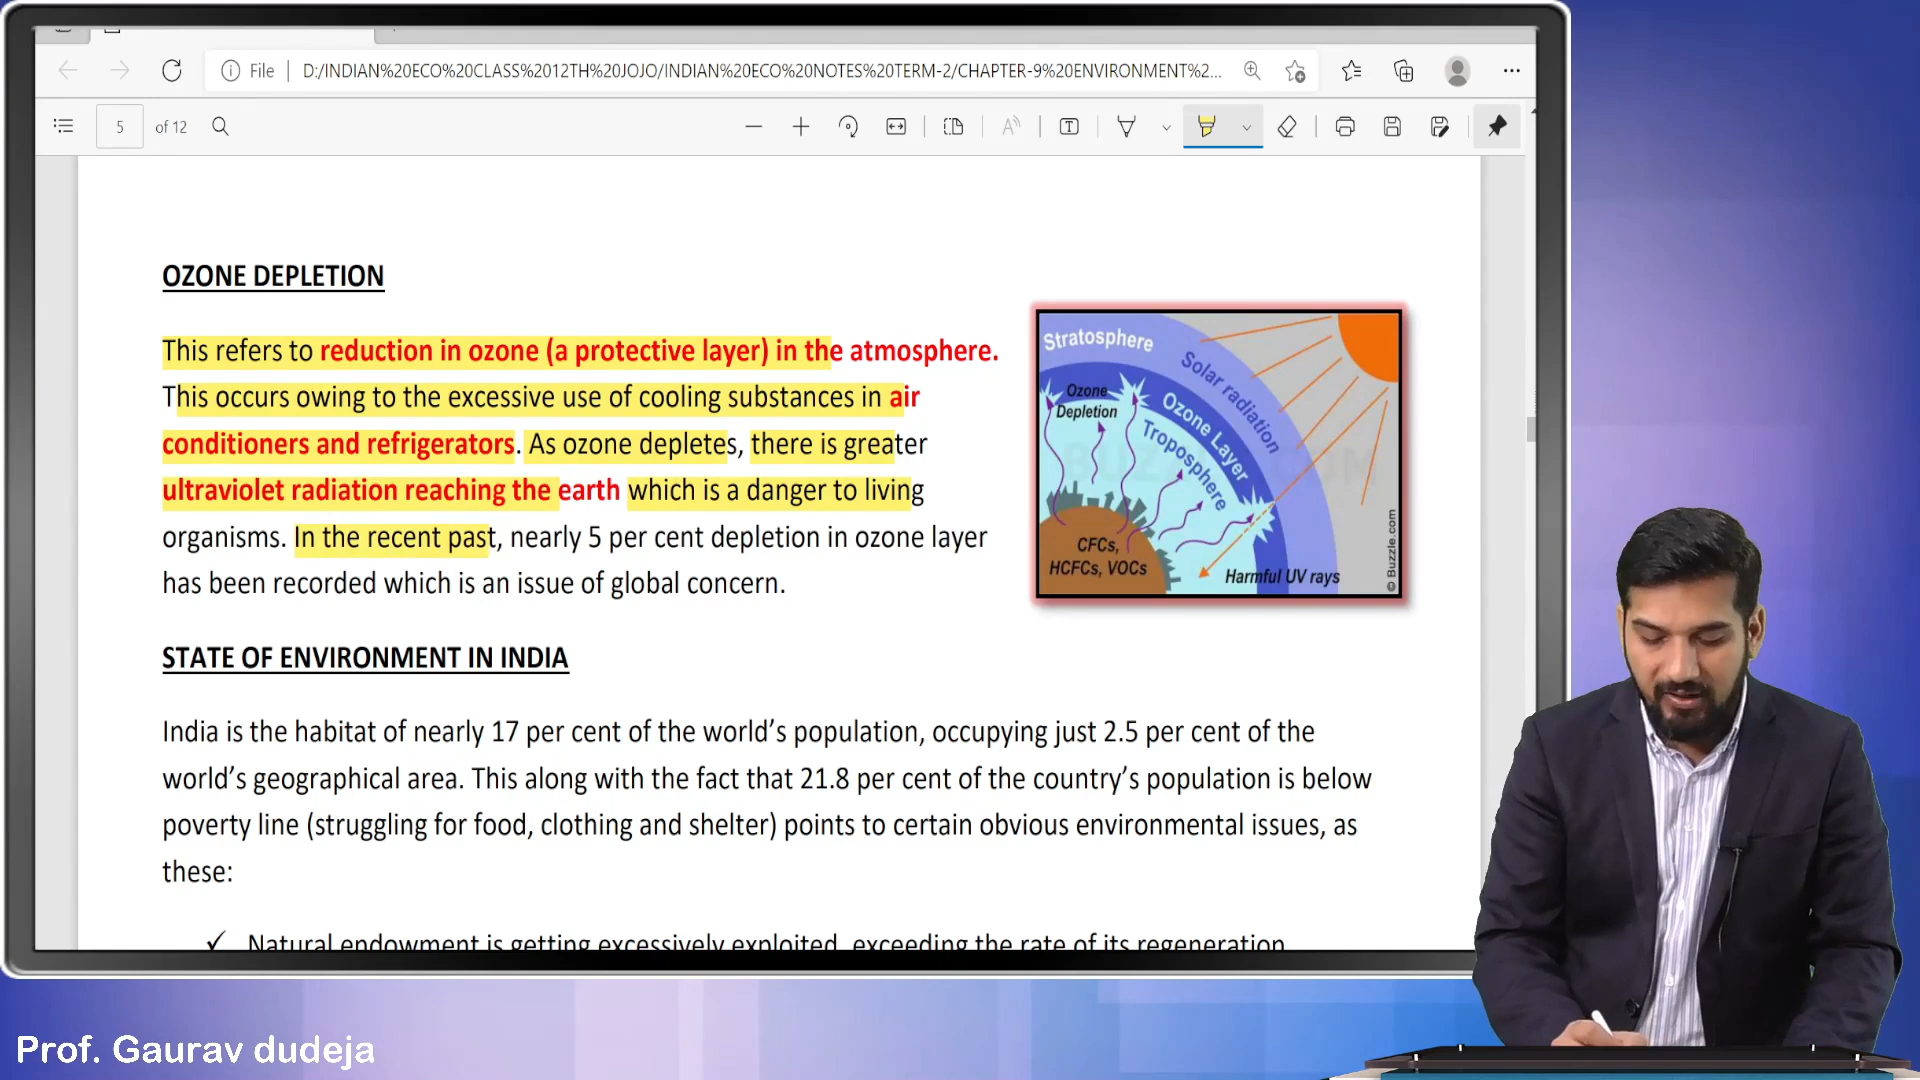 File
D:/INDIAN%20ECO%20CLASS%2012TH%20JOJO/INDIAN%20ECO%20NOTES%20TERM-2/CHAPTER-9%20ENVIRONMENT%2...
5 of 12
OZONE DEPLETION
This refers to reduction in ozone (a protective layer) in the atmosphere.
This occurs owing to the excessive use of cooling substances in air
conditioners and refrigerators. As ozone depletes, there is greater
ultraviolet radiation reaching the earth which is a danger to living
organisms. In the recent past, nearly 5 per cent depletion in ozone layer
has been recorded which is an issue of global concern.
Stratosphere
Solar radiation
Ozone
Depletion
Ozone Layer
Troposphere
CFCs,
HCFCs, VOCs
Harmful UV rays
© Buzzle.com
STATE OF ENVIRONMENT IN INDIA
India is the habitat of nearly 17 per cent of the world’s population, occupying just 2.5 per cent of the
world’s geographical area. This along with the fact that 21.8 per cent of the country’s population is below
poverty line (struggling for food, clothing and shelter) points to certain obvious environmental issues, as
these:
✓ Natural endowment is getting excessively exploited, exceeding the rate of its regeneration
Prof. Gaurav dudeja